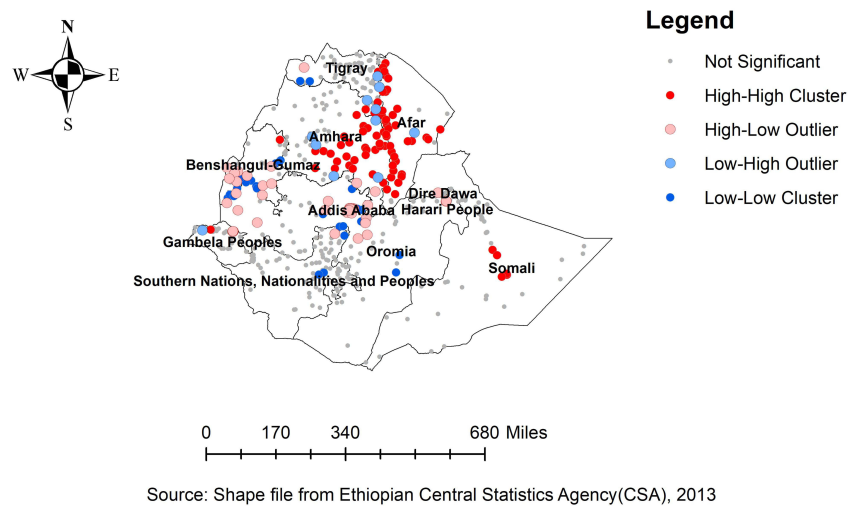 N
W E
S
Legend
Not Significant
High-High Cluster
High-Low Outlier
Low-High Outlier
Low-Low Cluster
Tigray
Afar
Amhara
Benshangul-Gumaz
Dire Dawa
Addis Ababa Harari People
Gambela Peoples
Oromia
Somali
Southern Nations, Nationalities and Peoples
0 170 340 680 Miles
Source: Shape file from Ethiopian Central Statistics Agency(CSA), 2013